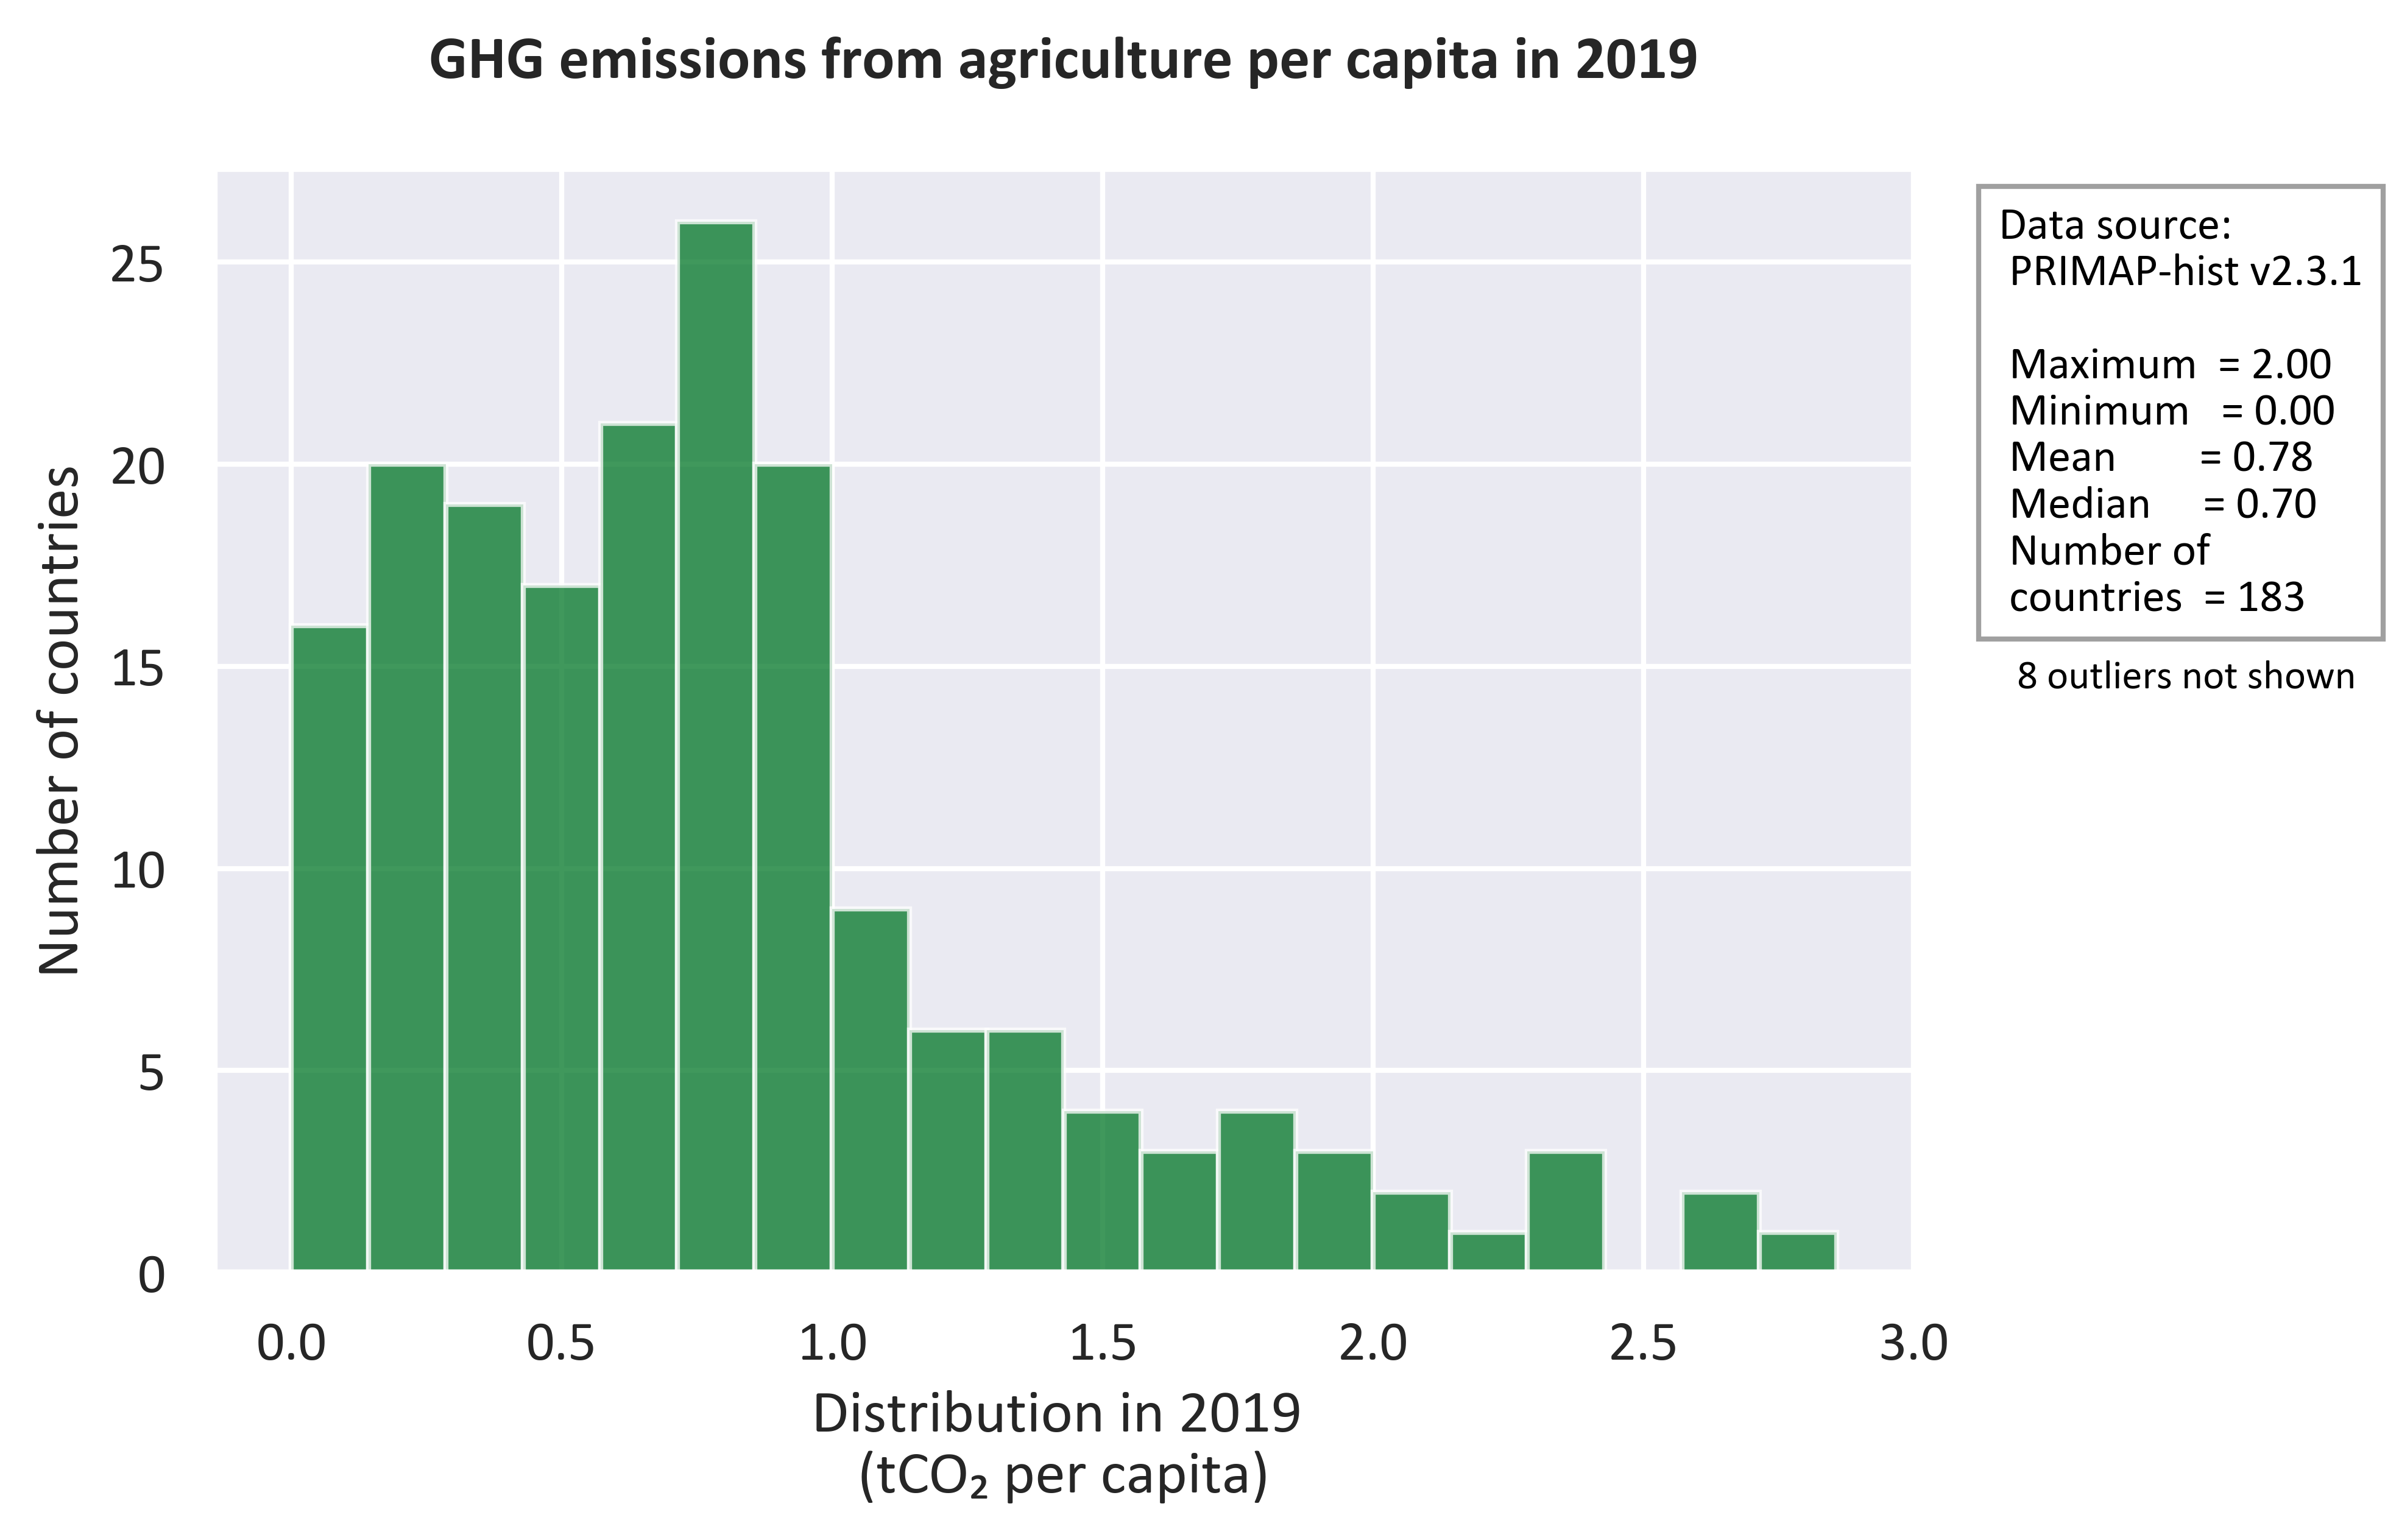 GHG emissions from agriculture per capita in 2019
25
20
15
10
5
0
Number of countries
0.0 0.5 1.0 1.5 2.0 2.5 3.0
Distribution in 2019
(tCO₂ per capita)
Data source:
PRIMAP-hist v2.3.1
Maximum = 2.00
Minimum = 0.00
Mean = 0.78
Median = 0.70
Number of
countries = 183
8 outliers not shown